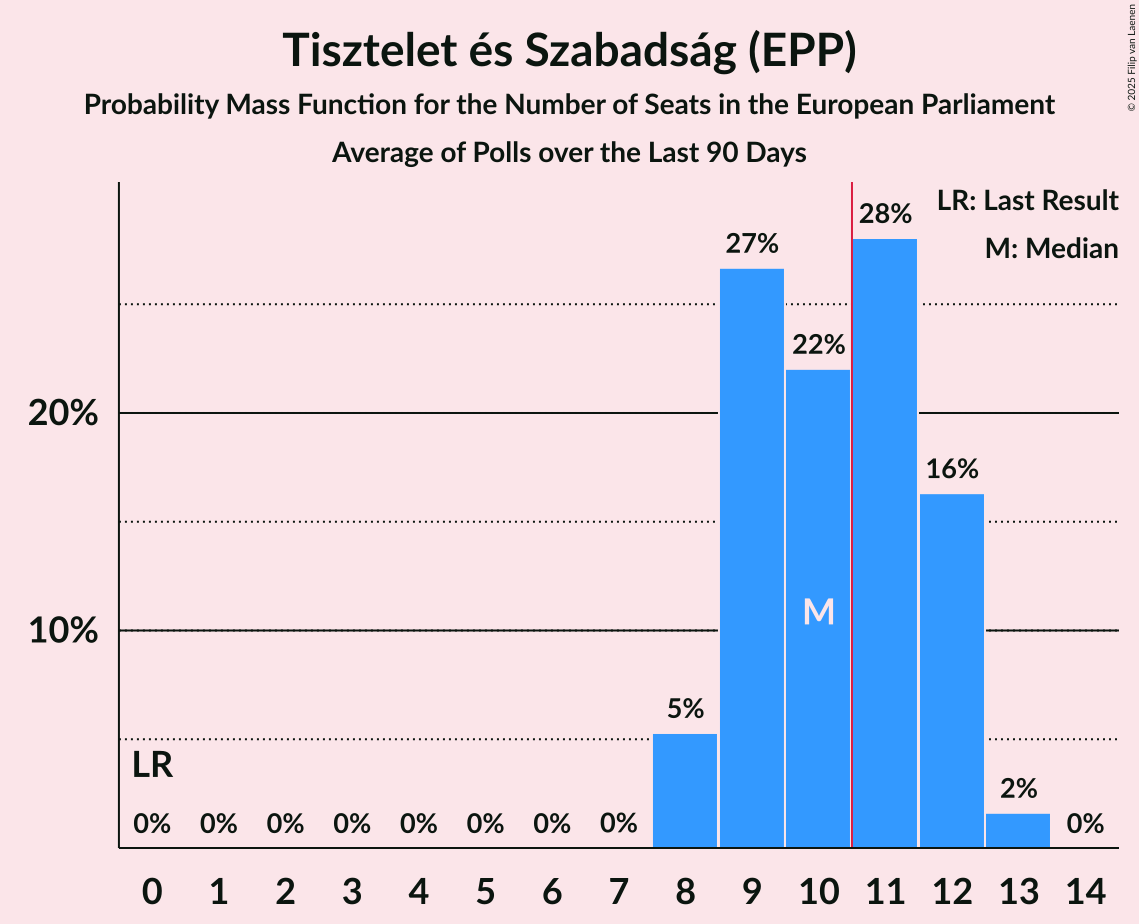 Tisztelet és Szabadság (EPP)
Probability Mass Function for the Number of Seats in the European Parliament
Average of Polls over the Last 90 Days
© 2025 Filip van Laenen
LR: Last Result
M: Median
28%
27%
22%
20%
16%
M
10%
5%
LR
2%
0% 0% 0% 0% 0% 0% 0% 0% 0%
0 1 2 3 4 5 6 7 8 9 10 11 12 13 14